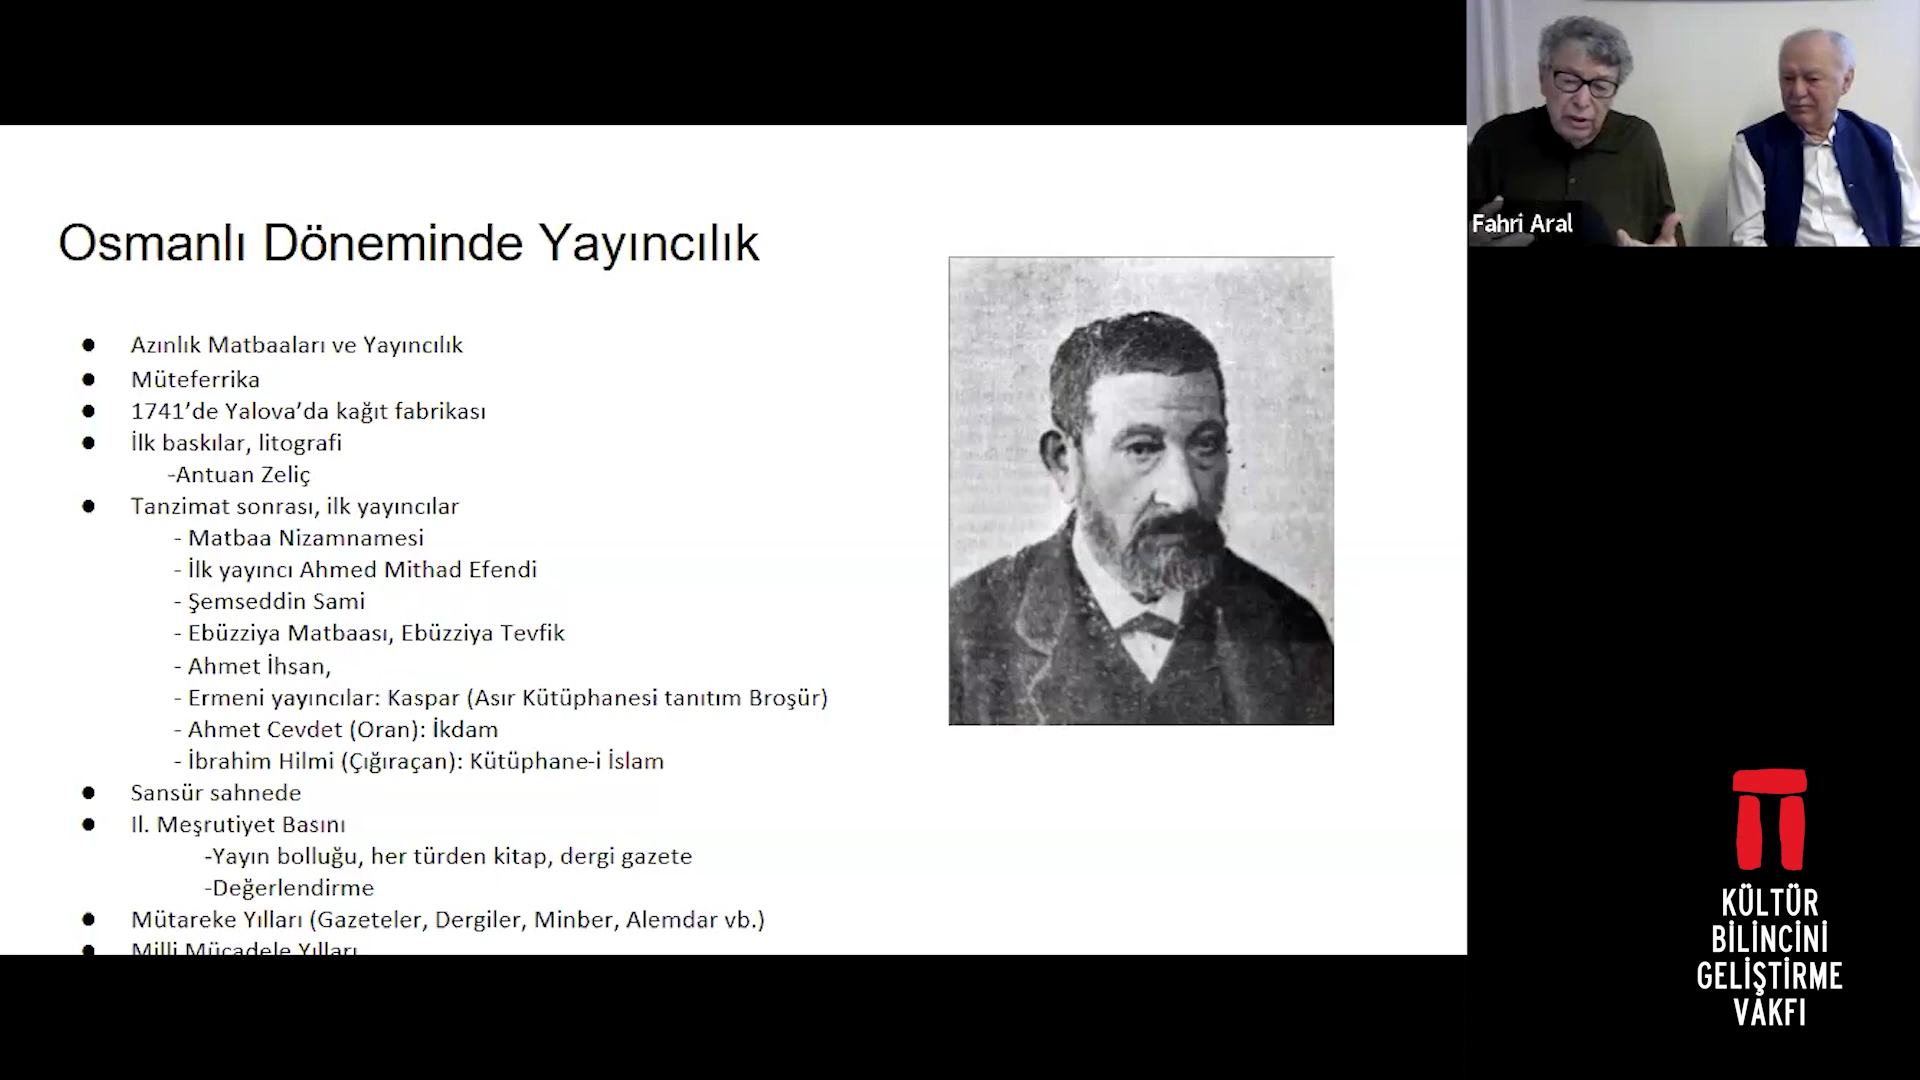 Osmanlı Döneminde Yayıncılık
● Azınlık Matbaaları ve Yayıncılık
● Müteferrika
● 1741’de Yalova’da kağıt fabrikası
● İlk baskılar, litografi
-Antuan Zeliç
● Tanzimat sonrası, ilk yayıncılar
- Matbaa Nizamnamesi
- İlk yayıncı Ahmed Mithad Efendi
- Şemseddin Sami
- Ebüzziya Matbaası, Ebüzziya Tevfik
- Ahmet İhsan,
- Ermeni yayıncılar: Kaspar (Asır Kütüphanesi tanıtım Broşür)
- Ahmet Cevdet (Oran): İkdam
- İbrahim Hilmi (Çığıraçan): Kütüphane-i İslam
● Sansür sahnede
● II. Meşrutiyet Basını
-Yayın bolluğu, her türden kitap, dergi gazete
-Değerlendirme
● Mütareke Yılları (Gazeteler, Dergiler, Minber, Alemdar vb.)
● Milli Mücadele Yılları
Fahri Aral
KÜLTÜR
BİLİNCİNİ
GELİŞTİRME
VAKFI